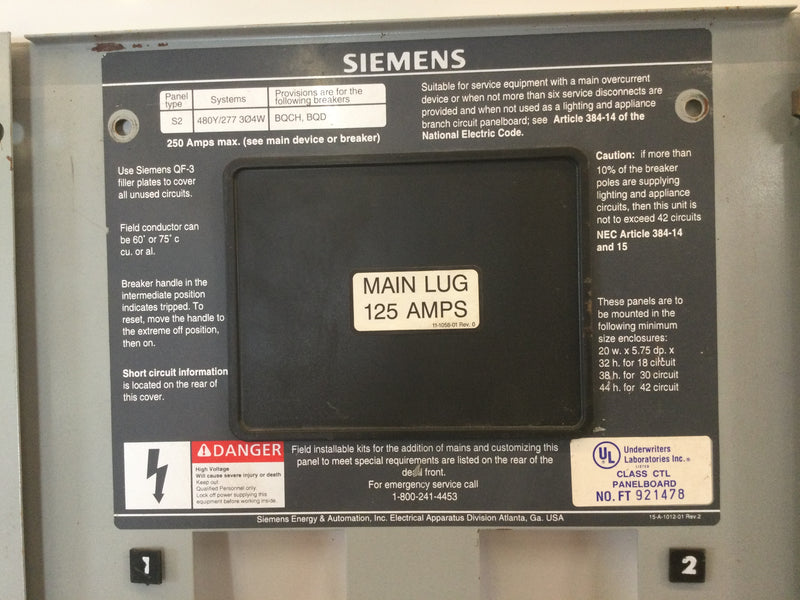 SIEMENS
Panel type Systems Provisions are for the following breakers
S2 480Y/277 3Ø4W BQCH, BQD
250 Amps max. (see main device or breaker)
Suitable for service equipment with a main overcurrent
device or when not more than six service disconnects are
provided and when not used as a lighting and appliance
branch circuit panelboard; see Article 384-14 of the
National Electric Code.
Use Siemens QF-3
filler plates to cover
all unused circuits.
Field conductor can
be 60° or 75° c
cu. or al.
Breaker handle in the
intermediate position
indicates tripped. To
reset, move the handle to
the extreme off position,
then on.
Short circuit information
is located on the rear of
this cover.
MAIN LUG
125 AMPS
11-1058-01 Rev. 0
Caution: if more than
10% of the breaker
poles are supplying
lighting and appliance
circuits, then this unit is
not to exceed 42 circuits
NEC Article 384-14
and 15
These panels are to
be mounted in the
following minimum
size enclosures:
20 w. x 5.75 dp. x
32 h. for 18 circuit
38 h. for 30 circuit
44 h. for 42 circuit
DANGER
High Voltage
Will cause severe injury or death
Keep out.
Qualified Personnel only.
Lock off power supplying this
equipment before working inside.
Field installable kits for the addition of mains and customizing this
panel to meet special requirements are listed on the rear of the
dead front.
For emergency service call
1-800-241-4453
UL Underwriters
Laboratories Inc.®
LISTED
CLASS CTL
PANELBOARD
NO. FT 921478
Siemens Energy & Automation, Inc. Electrical Apparatus Division Atlanta, Ga. USA
15-A-1012-01 Rev.2
1
2